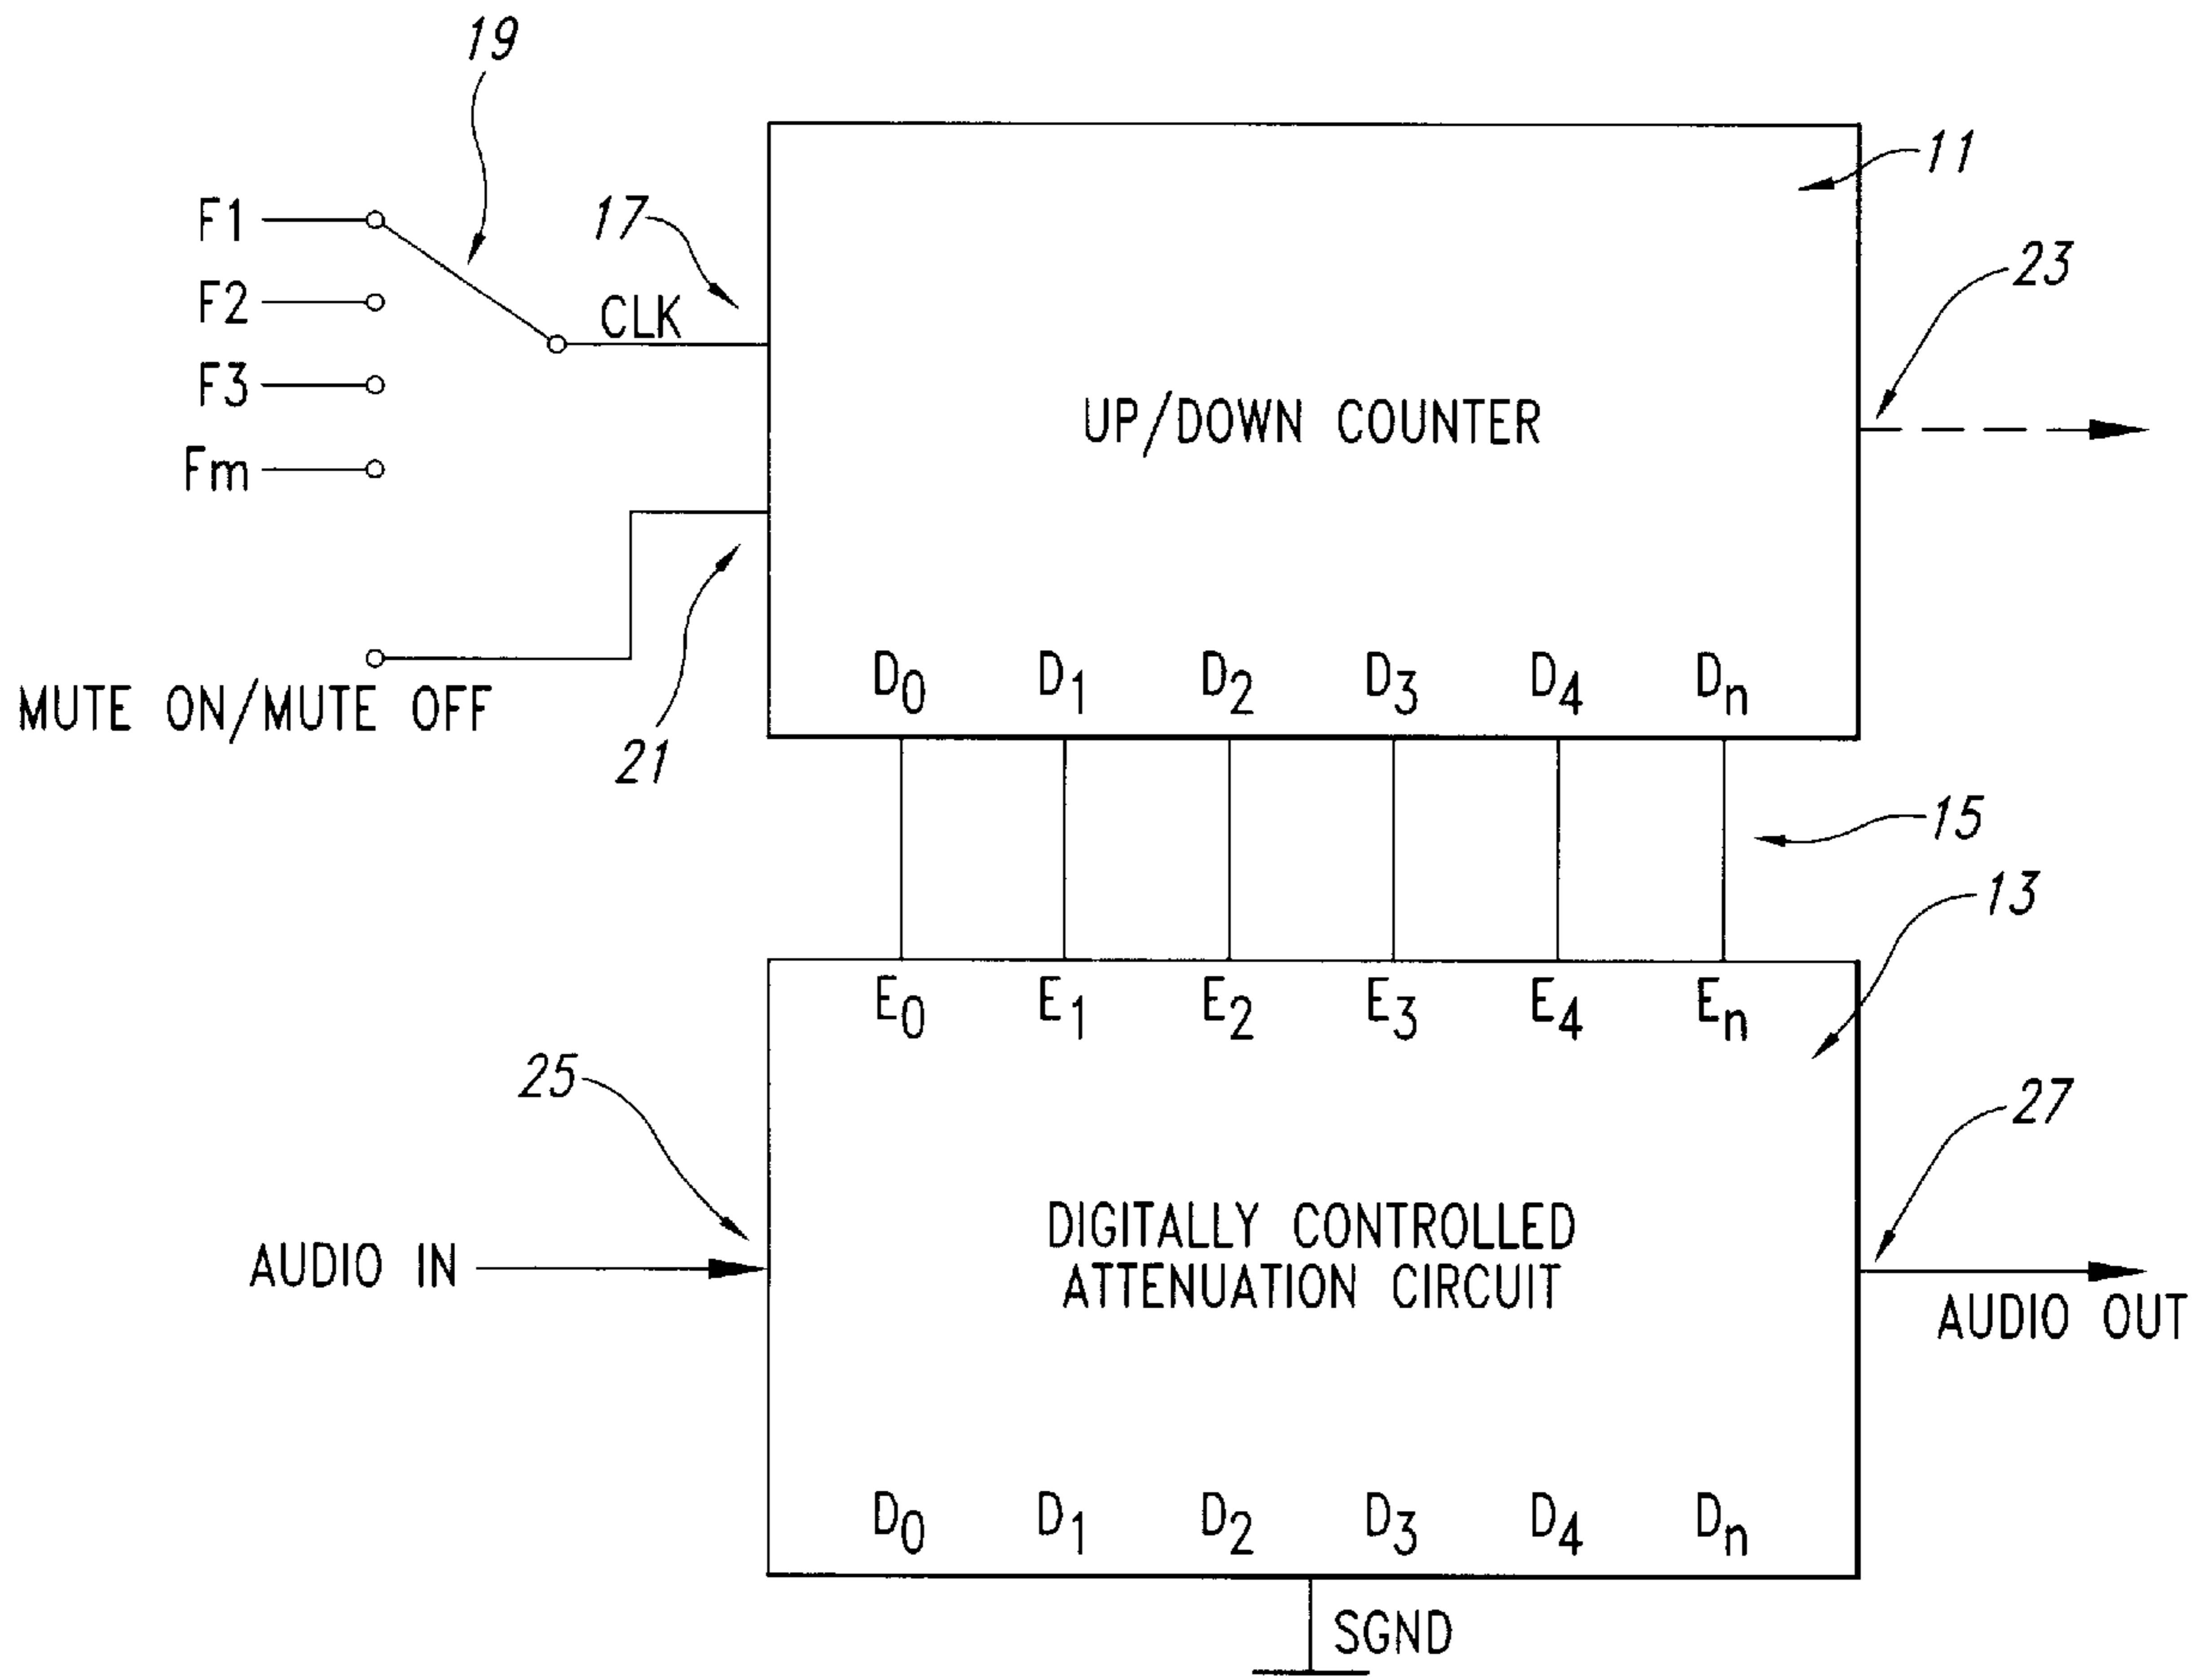 19
11
F1
17
F2
CLK
23
F3
UP/DOWN COUNTER
Fm
D0 D1 D2 D3 D4 Dn
MUTE ON/MUTE OFF
21
15
13
E0 E1 E2 E3 E4 En
25
27
DIGITALLY CONTROLLED
ATTENUATION CIRCUIT
AUDIO IN
AUDIO OUT
D0 D1 D2 D3 D4 Dn
SGND